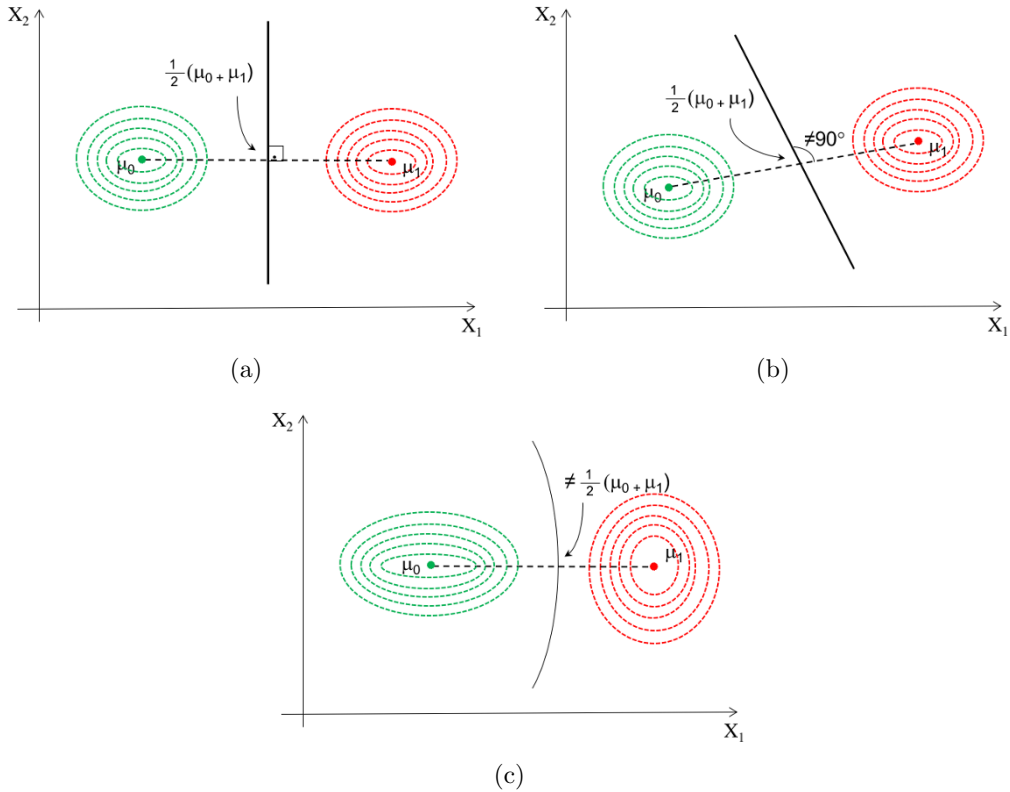 X₂
½(μ₀ + μ₁)
μ₀
μ₁
X₁
(a)
X₂
½(μ₀ + μ₁)
≠90°
μ₁
μ₀
X₁
(b)
X₂
≠ ½(μ₀ + μ₁)
μ₀
μ₁
X₁
(c)